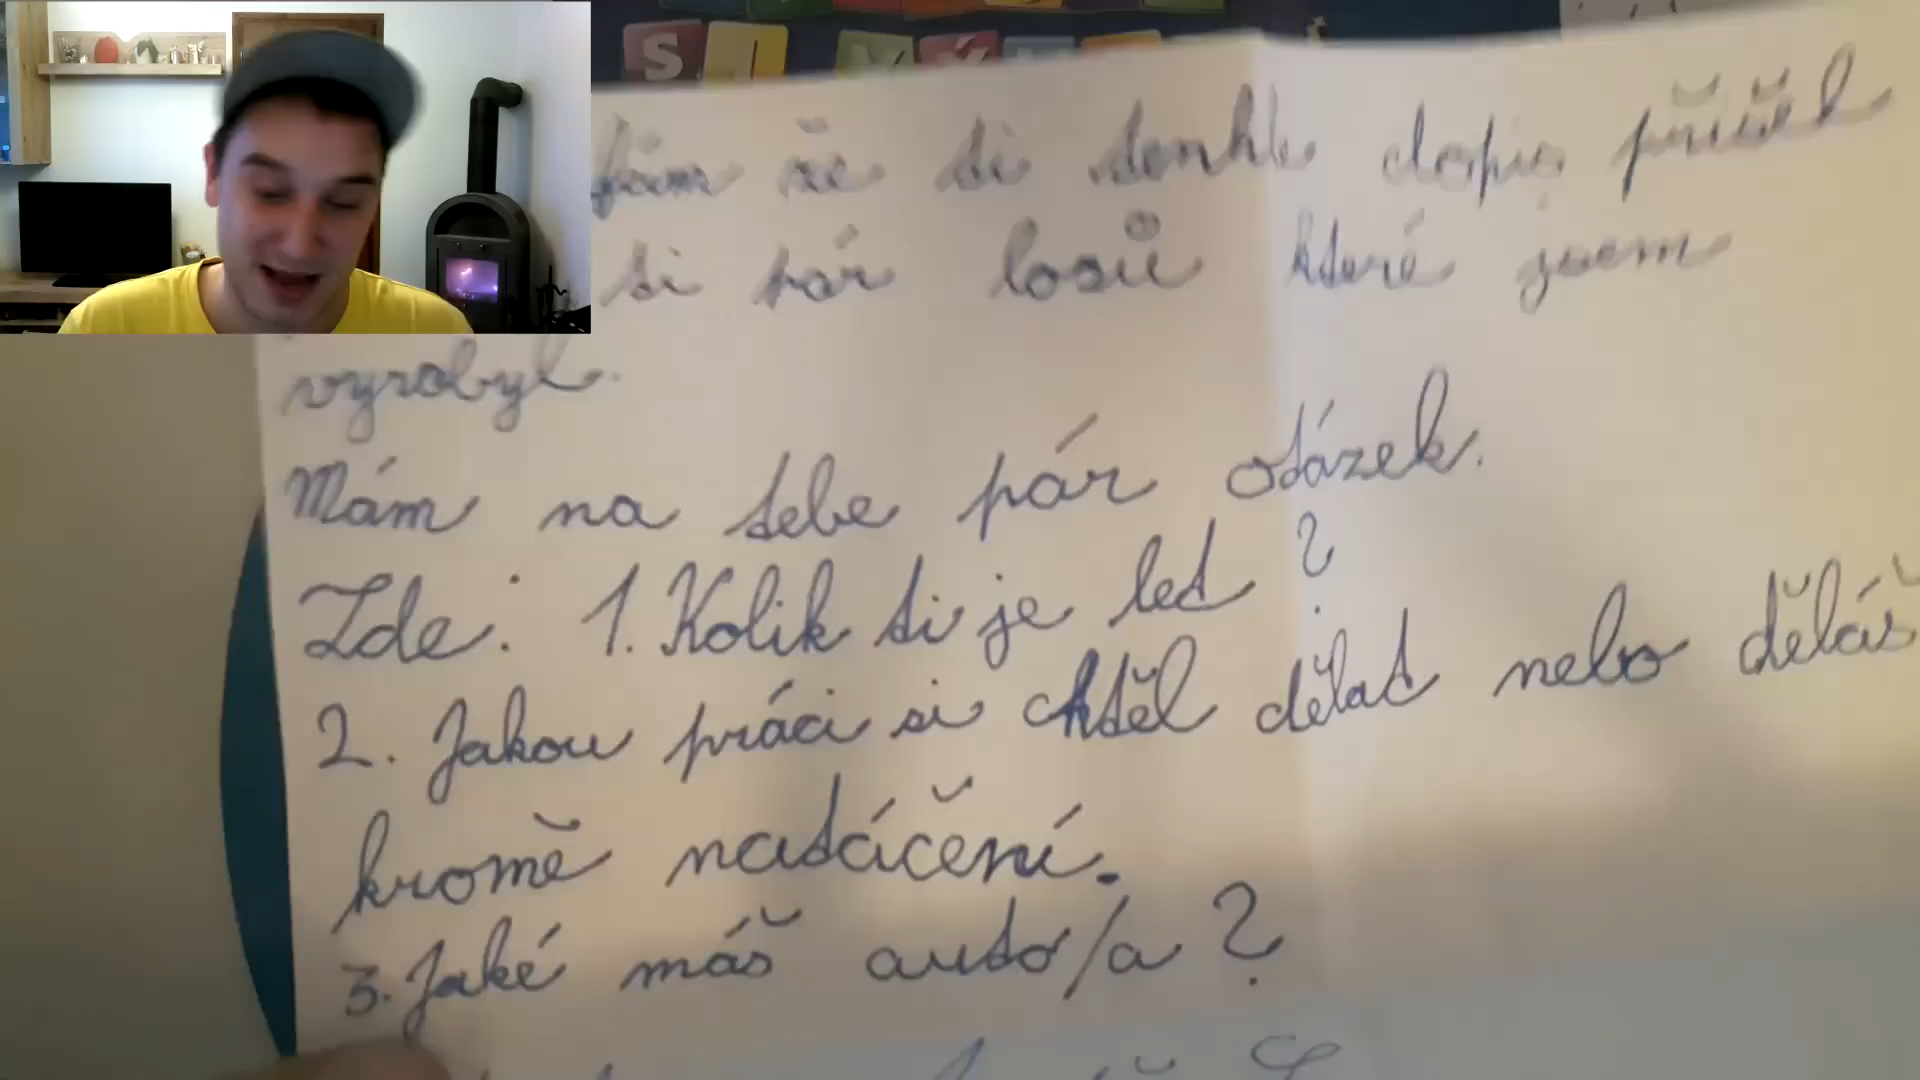 že si tenhle dopis přišel
si pár losů které jsem
vyrobyl.
Mám na tebe pár otázek.
Zde: 1. Kolik ti je let?
2. Jakou práci si chtěl dělat nebo děláš
kromě natáčení.
3. Jaké máš auto/a?